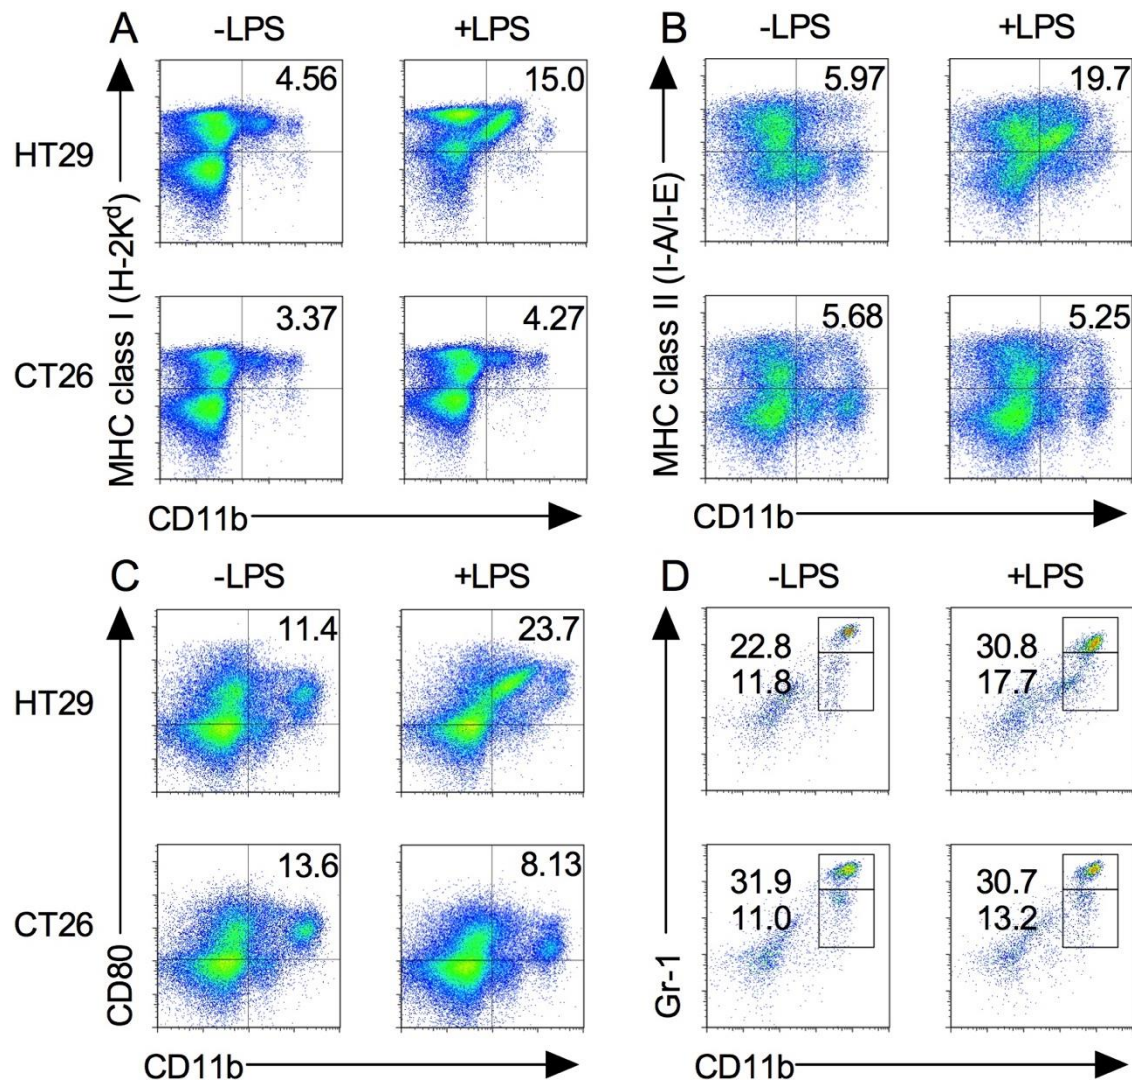 A
-LPS
+LPS
HT29
4.56
15.0
CT26
3.37
4.27
MHC class I (H-2Kᵈ)
CD11b
B
-LPS
+LPS
5.97
19.7
5.68
5.25
MHC class II (I-A/I-E)
CD11b
C
-LPS
+LPS
HT29
11.4
23.7
CT26
13.6
8.13
CD80
CD11b
D
-LPS
+LPS
22.8
11.8
30.8
17.7
31.9
11.0
30.7
13.2
Gr-1
CD11b